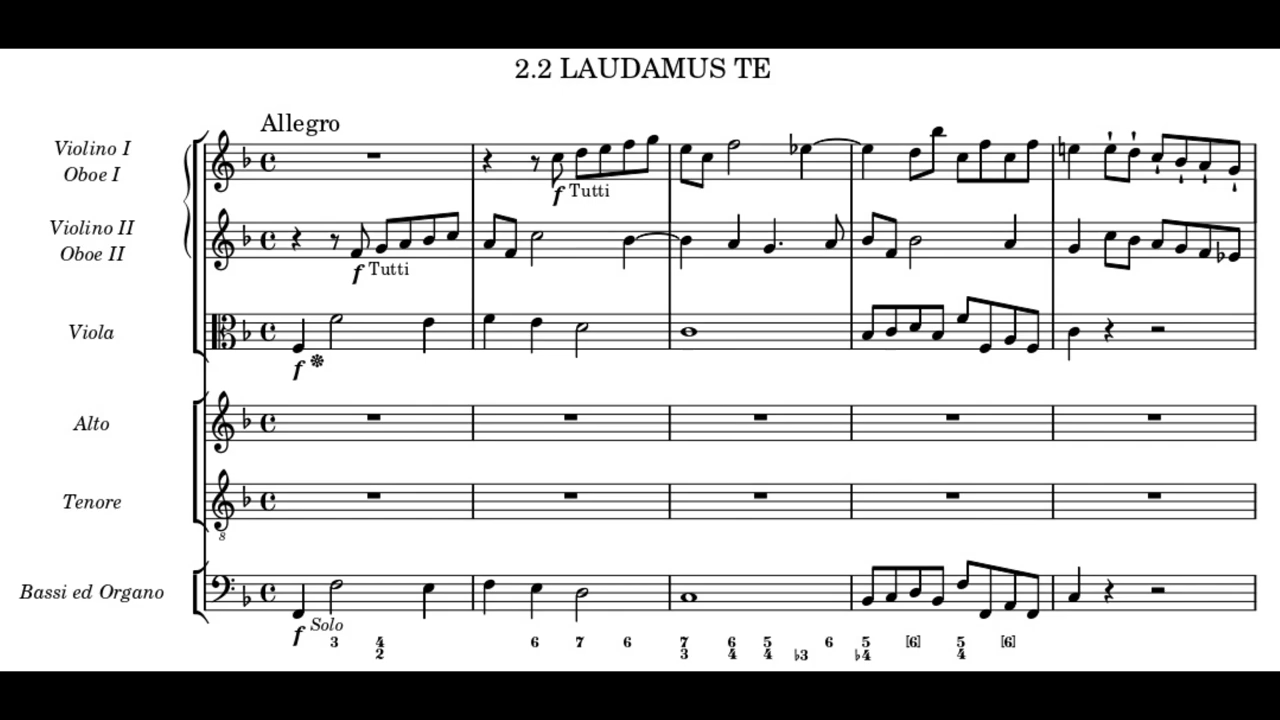 2.2 LAUDAMUS TE
Allegro
Violino I
Oboe I
f Tutti
Violino II
Oboe II
f Tutti
Viola
f
Alto
Tenore
8
Bassi ed Organo
f Solo
3 4 6 7 6 7 6 5 6 5 [6] 5 [6]
2 3 4 4 ♭3 ♭4 4